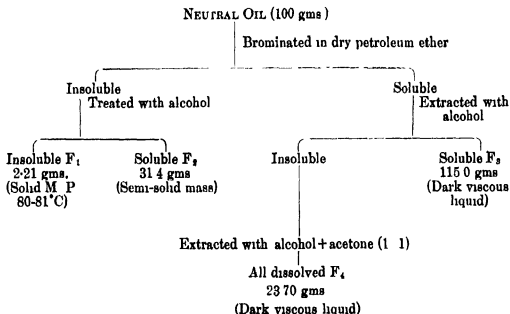 NEUTRAL OIL (100 gms)
Brominated in dry petroleum ether
Insoluble
Treated with alcohol
Soluble
Extracted with
alcohol
Insoluble F₁
2·21 gms.
(Solid M P
80-81°C)
Soluble F₂
31 4 gms
(Semi-solid mass)
Insoluble
Soluble F₃
115 0 gms
(Dark viscous
liquid)
Extracted with alcohol+acetone (1 1)
All dissolved F₄
23 70 gms
(Dark viscous liquid)